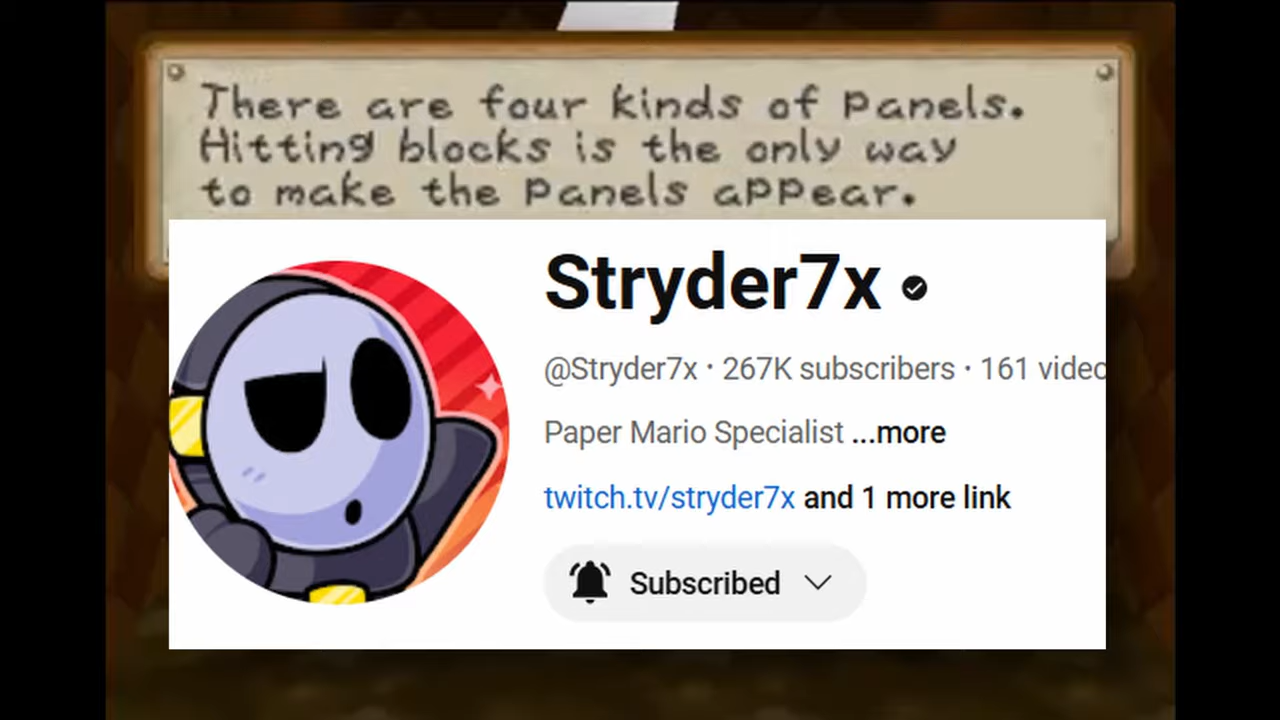 There are four kinds of panels.
Hitting blocks is the only way
to make the panels appear.
Stryder7x
@Stryder7x · 267K subscribers · 161 video
Paper Mario Specialist ...more
twitch.tv/stryder7x and 1 more link
Subscribed